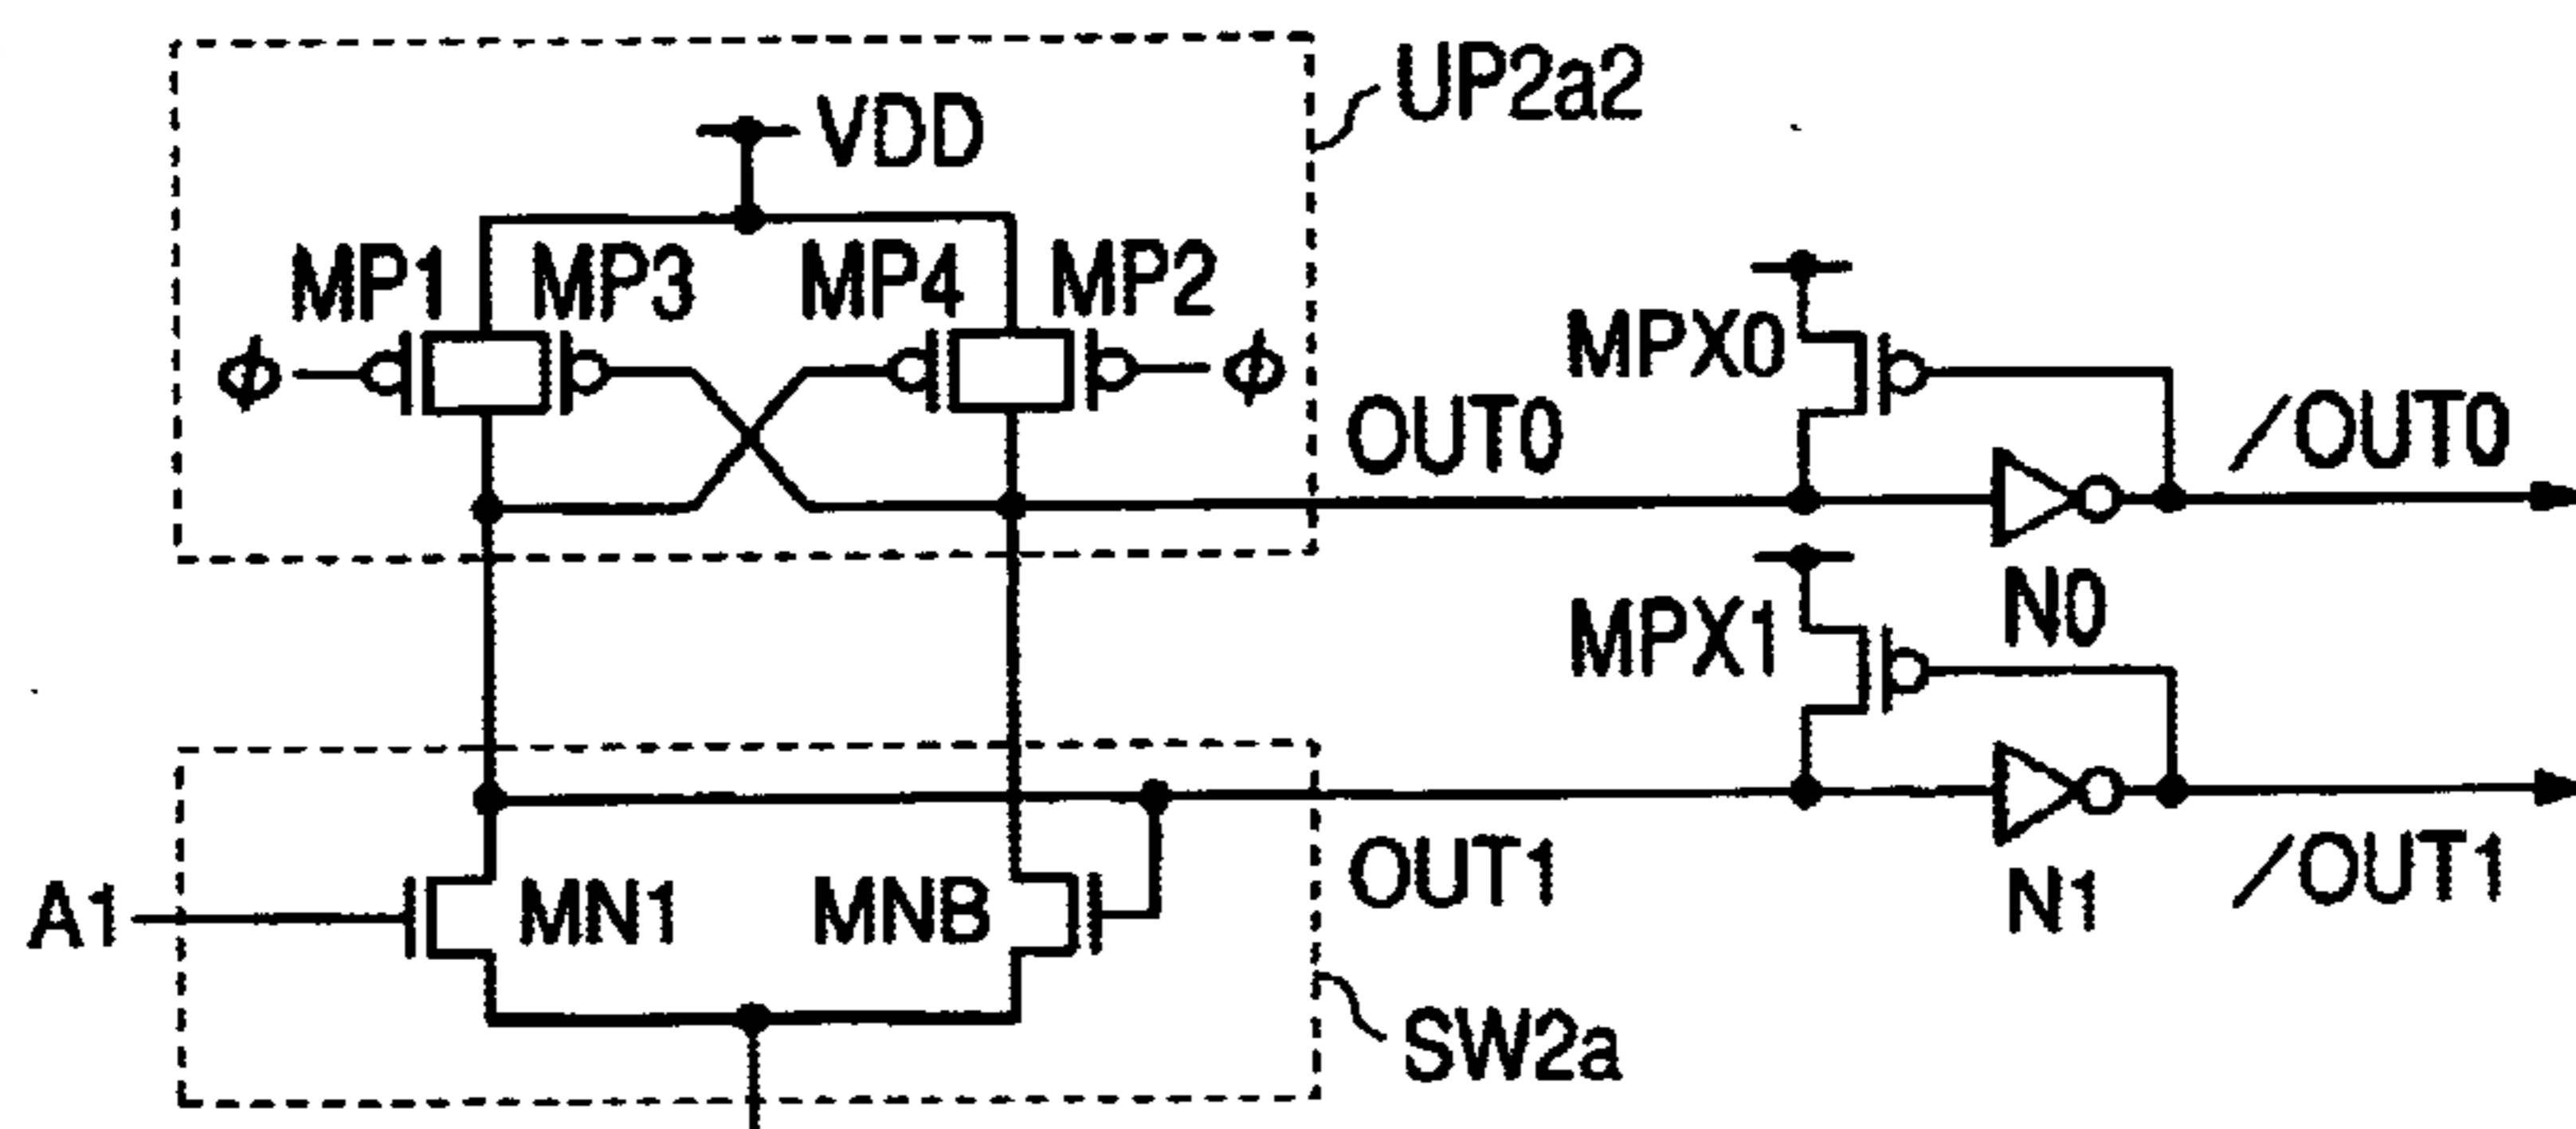 UP2a2
VDD
MP1 MP3 MP4 MP2
MPX0
ϕ ϕ
OUT0 /OUT0
N0
MPX1
OUT1 /OUT1
A1 MN1 MNB N1
SW2a